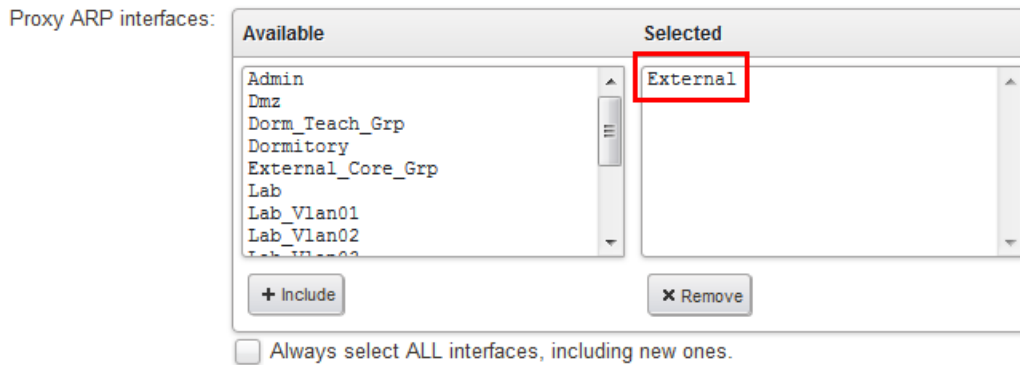 Proxy ARP interfaces:
Available
Selected
Admin
Dmz
Dorm_Teach_Grp
Dormitory
External_Core_Grp
Lab
Lab_Vlan01
Lab_Vlan02
External
+ Include
× Remove
Always select ALL interfaces, including new ones.